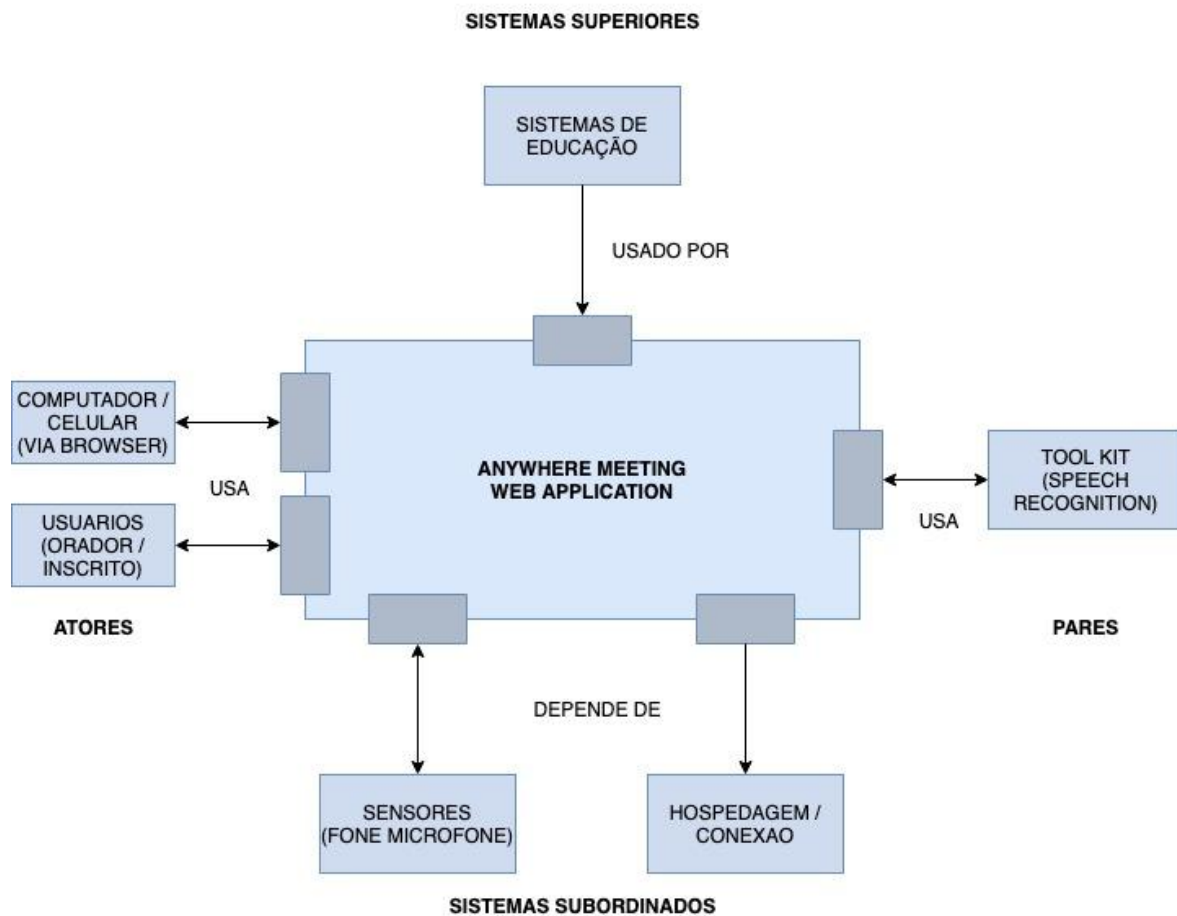 SISTEMAS SUPERIORES
SISTEMAS DE
EDUCAÇÃO
USADO POR
COMPUTADOR /
CELULAR
(VIA BROWSER)
USA
USUARIOS
(ORADOR /
INSCRITO)
ATORES
ANYWHERE MEETING
WEB APPLICATION
TOOL KIT
(SPEECH
RECOGNITION)
USA
PARES
DEPENDE DE
SENSORES
(FONE MICROFONE)
HOSPEDAGEM /
CONEXAO
SISTEMAS SUBORDINADOS